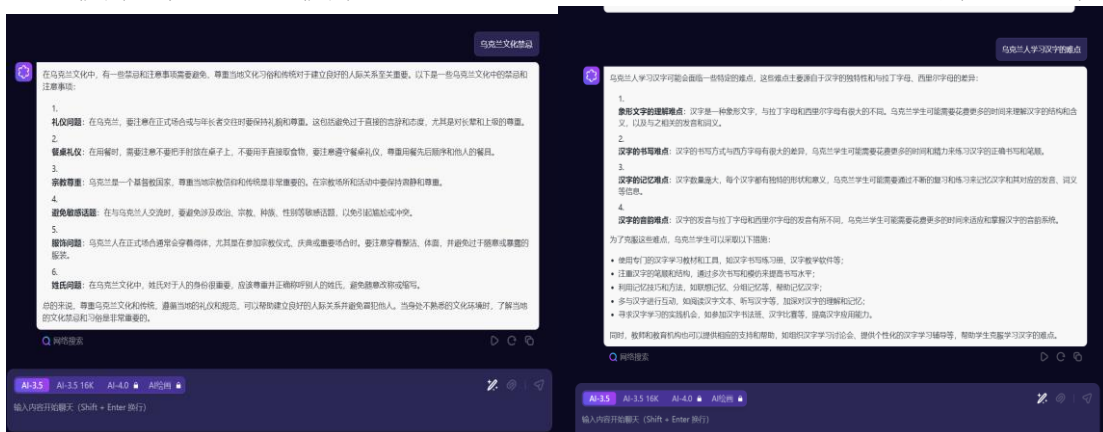 乌克兰文化禁忌
在乌克兰文化中，有一些禁忌和注意事项需要避免、尊重当地文化习俗和传统对于建立良好的人际关系至关重要。以下是一些乌克兰文化中的禁忌和
注意事项：
1.
礼仪问题：在乌克兰，要注意在正式场合或与年长者交往时要保持礼貌和尊重。这包括避免过于直接的言辞和态度，尤其是对长辈和上级的尊重。
2.
餐桌礼仪：在用餐时，需要注意不要把手肘放在桌子上，不要用手直接取食物，要注意遵守餐桌礼仪，尊重用餐先后顺序和他人的餐具。
3.
宗教尊重：乌克兰是一个基督教国家，尊重当地宗教信仰和传统是非常重要的。在宗教场所和活动中要保持肃静和尊重。
4.
避免敏感话题：在与乌克兰人交流时，要避免涉及政治、宗教、种族、性别等敏感话题，以免引起尴尬或冲突。
5.
服饰问题：乌克兰人在正式场合通常会穿着得体，尤其是在参加宗教仪式、庆典或重要场合时。要注意穿着整洁、体面，并避免过于随意或暴露的
服装。
6.
姓氏问题：在乌克兰文化中，姓氏对于人的身份很重要，应该尊重并正确称呼别人的姓氏，避免随意改称或缩写。
总的来说，尊重乌克兰文化和传统、遵循当地的礼仪和规范，可以帮助建立良好的人际关系并避免冒犯他人。当身处不熟悉的文化环境时，了解当地
的文化禁忌和习俗是非常重要的。
网络搜索
AI-3.5 AI-3.5 16K AI-4.0 AI绘画
输入内容开始聊天（Shift + Enter 换行）
乌克兰人学习汉字的难点
乌克兰人学习汉字可能会面临一些特定的难点，这些难点主要源自于汉字的独特性和与拉丁字母、西里尔字母的差异：
1.
象形文字的理解难点：汉字是一种象形文字，与拉丁字母和西里尔字母有很大的不同。乌克兰学生可能需要花费更多的时间来理解汉字的结构和含
义，以及与之相关的发音和词义。
2.
汉字的书写难点：汉字的书写方式与西方字母有很大的差异，乌克兰学生可能需要花费更多的时间和精力来练习汉字的正确书写和笔顺。
3.
汉字的记忆难点：汉字数量庞大，每个汉字都有独特的形状和意义，乌克兰学生可能需要通过不断的复习和练习来记忆汉字和其对应的发音、词义
等信息。
4.
汉字的音韵难点：汉字的发音与拉丁字母和西里尔字母的发音有所不同，乌克兰学生可能需要花费更多的时间来适应和掌握汉字的音韵系统。
为了克服这些难点，乌克兰学生可以采取以下措施：
• 使用专门的汉字学习教材和工具，如汉字书写练习册、汉字教学软件等；
• 注重汉字的笔顺和结构，通过多次书写和模仿来提高书写水平；
• 利用记忆技巧和方法，如联想记忆、分组记忆等，帮助记忆汉字；
• 多与汉字进行互动，如阅读汉字文本、听写汉字等，加深对汉字的理解和记忆；
• 寻求汉字学习的实践机会，如参加汉字书法班、汉字比赛等，提高汉字应用能力。
同时，教师和教育机构也可以提供相应的支持和帮助，如组织汉字学习讨论会、提供个性化的汉字学习辅导等，帮助学生克服学习汉字的难点。
网络搜索
AI-3.5 AI-3.5 16K AI-4.0 AI绘画
输入内容开始聊天（Shift + Enter 换行）